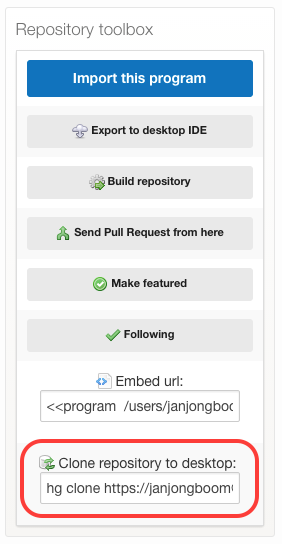 Repository toolbox
Import this program
Export to desktop IDE
Build repository
Send Pull Request from here
Make featured
Following
Embed url:
<<program /users/janjongboo
Clone repository to desktop:
hg clone https://janjongboom